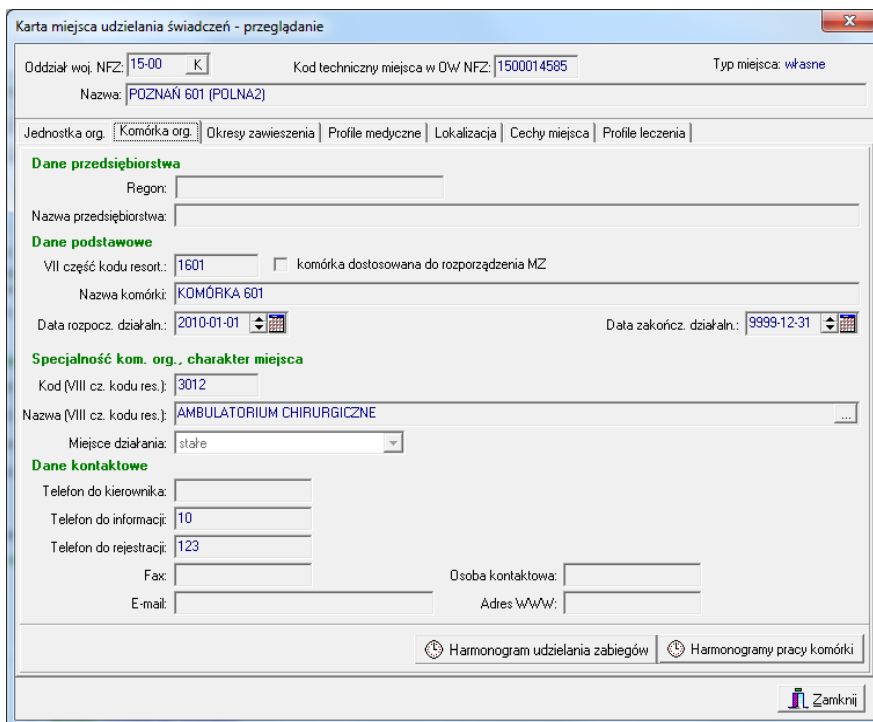 Karta miejsca udzielania świadczeń - przeglądanie
Oddział woj. NFZ: 15-00 K Kod techniczny miejsca w OW NFZ: 1500014585 Typ miejsca: własne
Nazwa: POZNAŃ 601 (POLNA2)
Jednostka org. Komórka org. Okresy zawieszenia Profile medyczne Lokalizacja Cechy miejsca Profile leczenia
Dane przedsiębiorstwa
Regon:
Nazwa przedsiębiorstwa:
Dane podstawowe
VII część kodu resort.: 1601 komórka dostosowana do rozporządzenia MZ
Nazwa komórki: KOMÓRKA 601
Data rozpocz. działaln.: 2010-01-01 Data zakończ. działaln.: 9999-12-31
Specjalność kom. org., charakter miejsca
Kod (VIII cz. kodu res.): 3012
Nazwa (VIII cz. kodu res.): AMBULATORIUM CHIRURGICZNE ...
Miejsce działania: stałe
Dane kontaktowe
Telefon do kierownika:
Telefon do informacji: 10
Telefon do rejestracji: 123
Fax: Osoba kontaktowa:
E-mail: Adres WWW:
Harmonogram udzielania zabiegów Harmonogramy pracy komórki
Zamknij